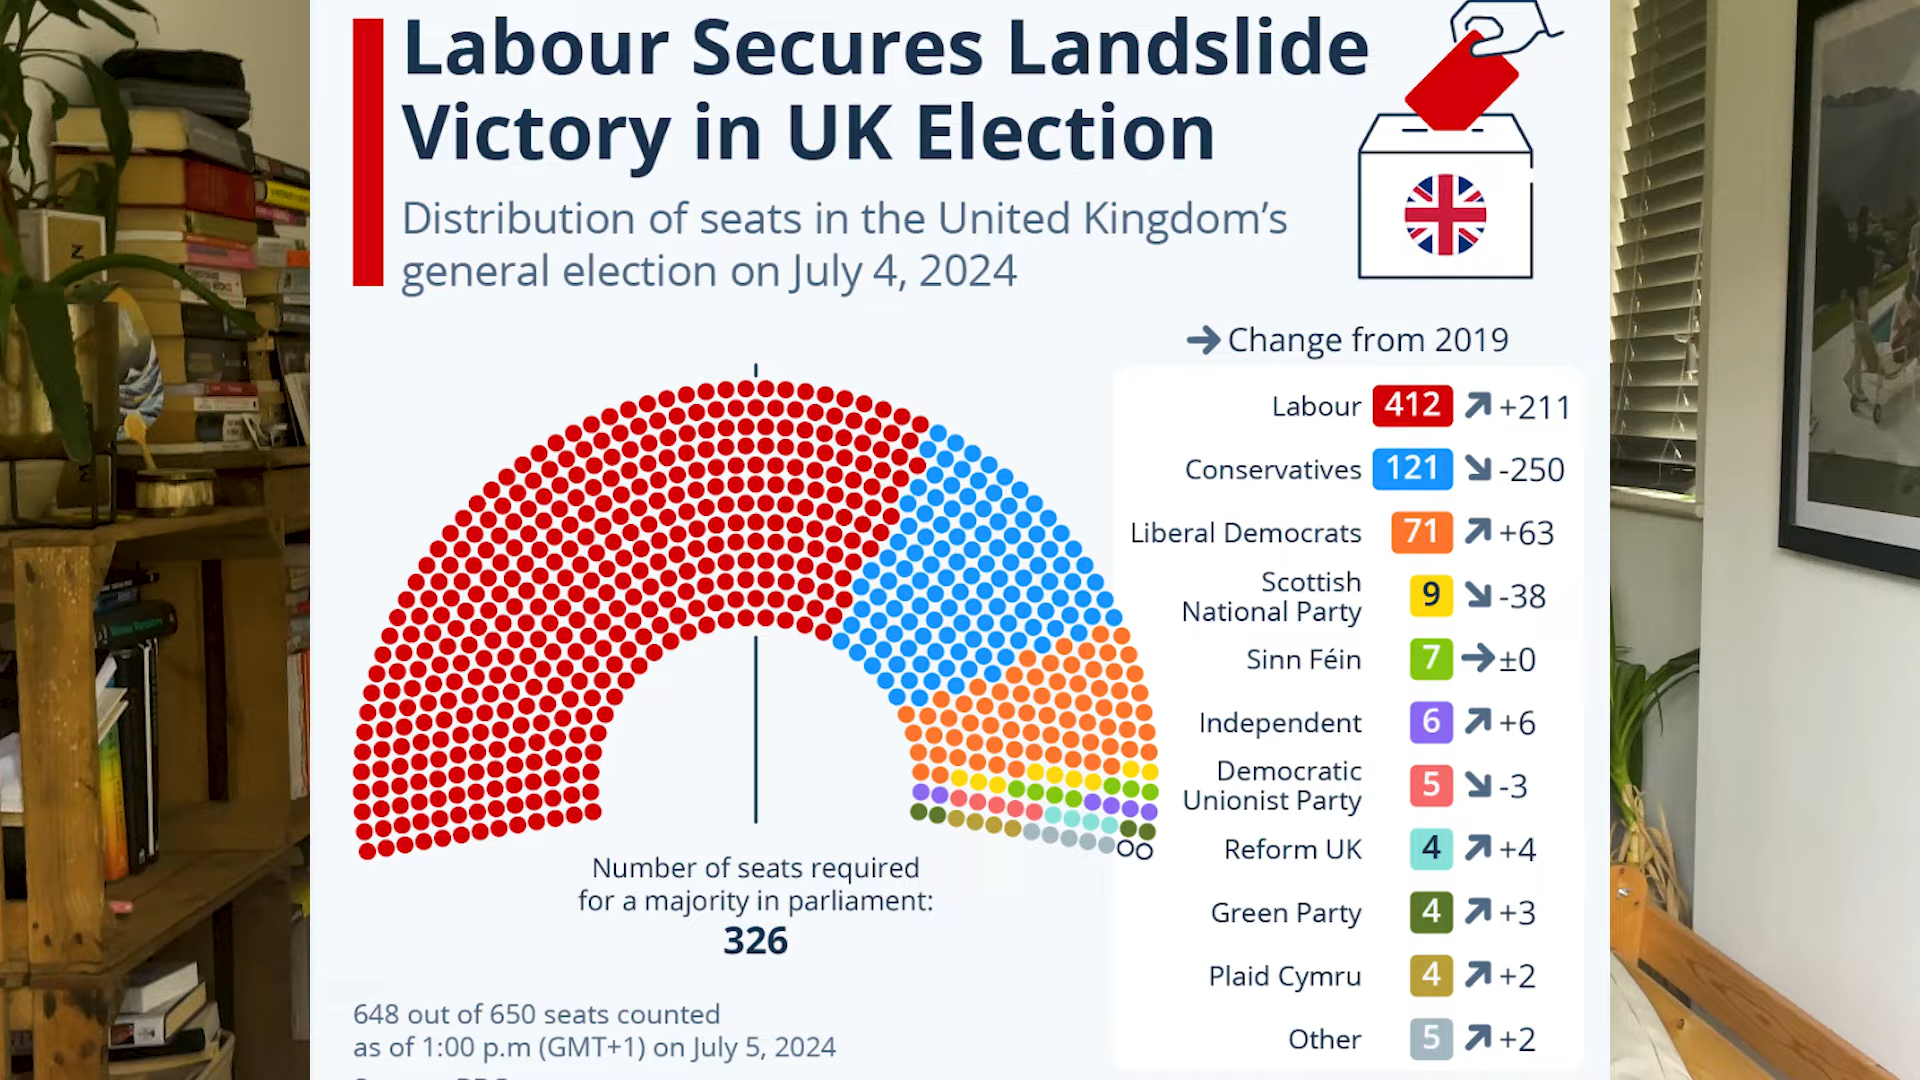 Labour Secures Landslide
Victory in UK Election
Distribution of seats in the United Kingdom’s
general election on July 4, 2024
Change from 2019
Labour 412 +211
Conservatives 121 -250
Liberal Democrats 71 +63
Scottish
National Party 9 -38
Sinn Féin 7 ±0
Independent 6 +6
Democratic
Unionist Party 5 -3
Reform UK 4 +4
Green Party 4 +3
Plaid Cymru 4 +2
Other 5 +2
Number of seats required
for a majority in parliament:
326
648 out of 650 seats counted
as of 1:00 p.m (GMT+1) on July 5, 2024